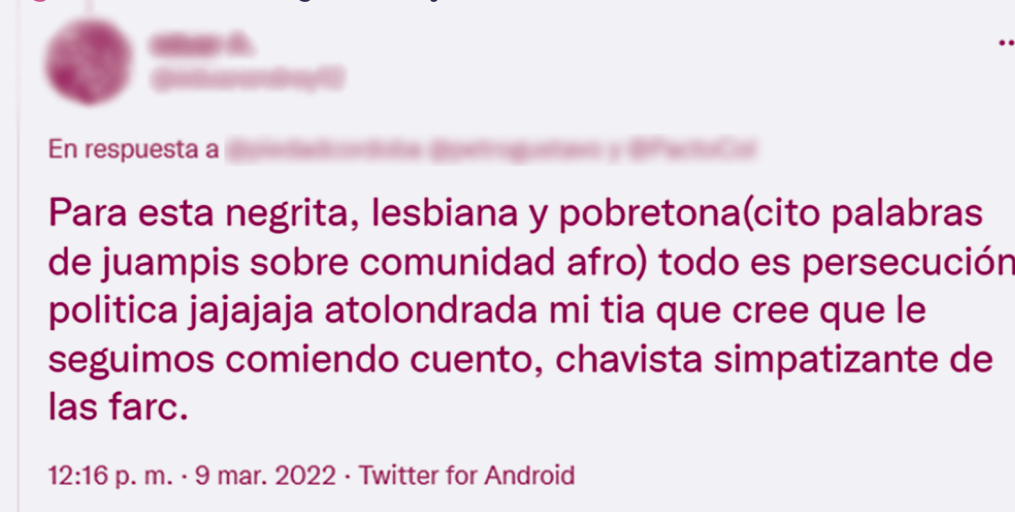 En respuesta a
Para esta negrita, lesbiana y pobretona(cito palabras
de juampis sobre comunidad afro) todo es persecución
politica jajajaja atolondrada mi tia que cree que le
seguimos comiendo cuento, chavista simpatizante de
las farc.
12:16 p. m. · 9 mar. 2022 · Twitter for Android